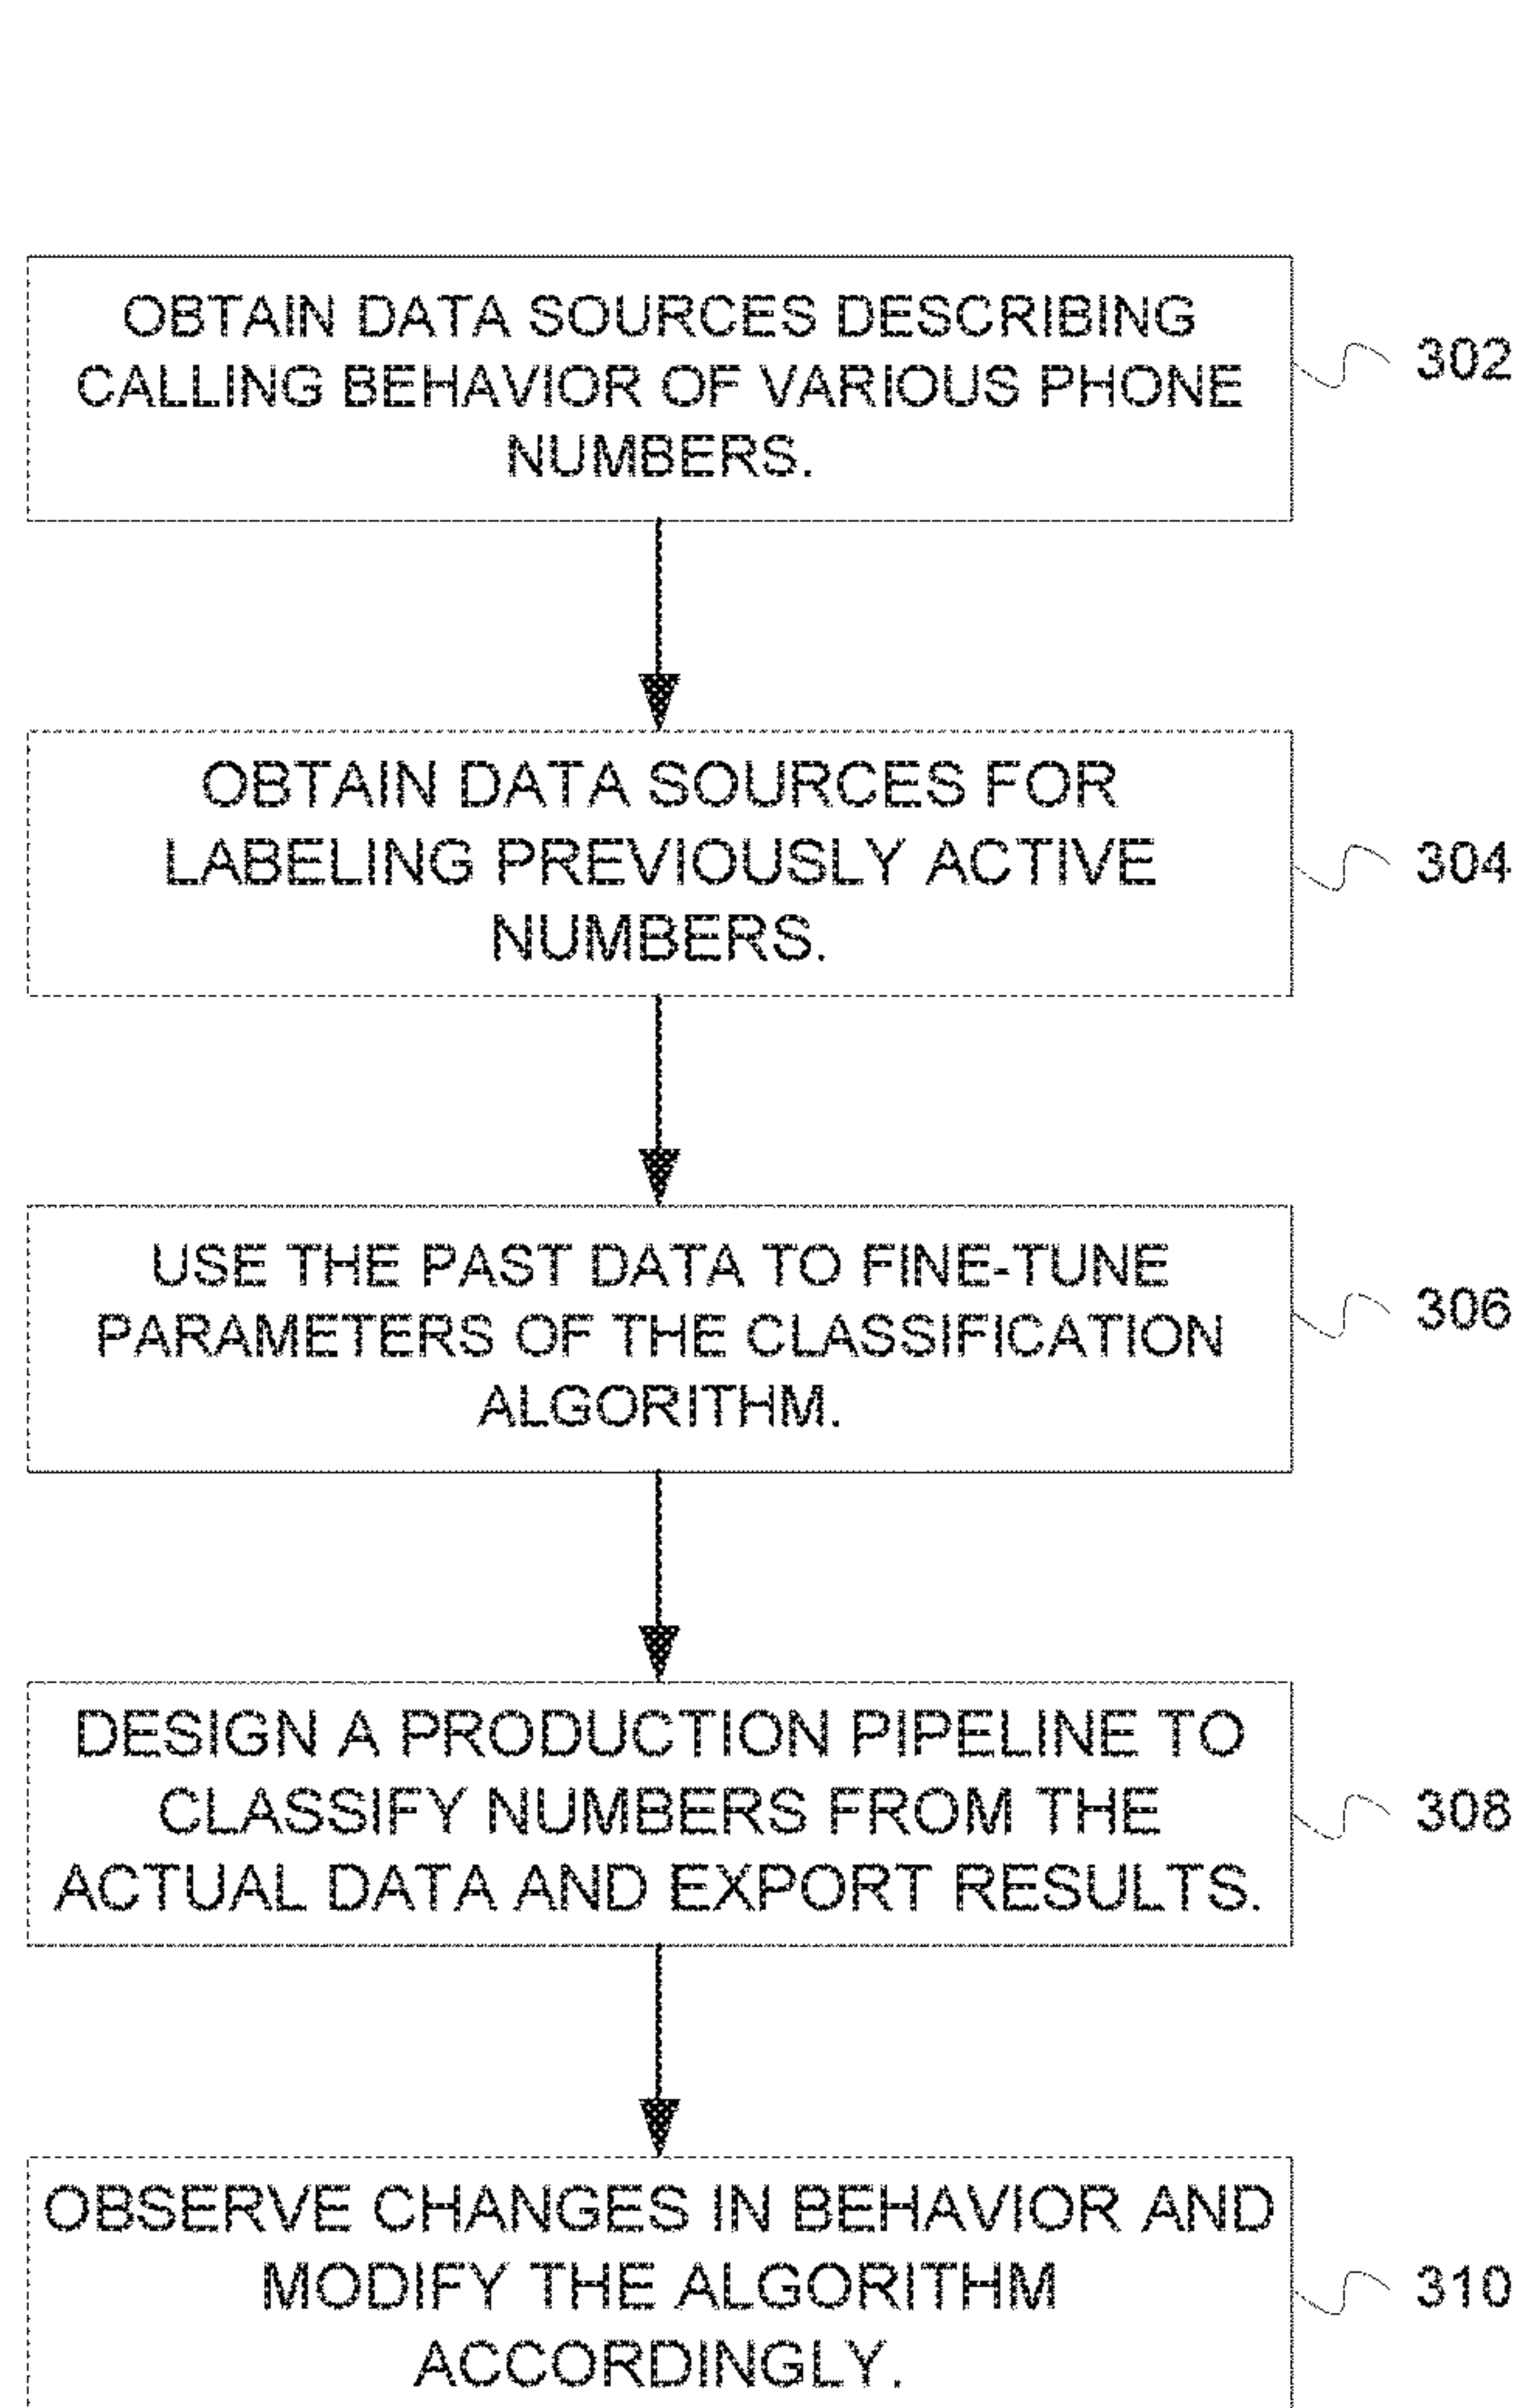 OBTAIN DATA SOURCES DESCRIBING
CALLING BEHAVIOR OF VARIOUS PHONE
NUMBERS.
302
OBTAIN DATA SOURCES FOR
LABELING PREVIOUSLY ACTIVE
NUMBERS.
304
USE THE PAST DATA TO FINE-TUNE
PARAMETERS OF THE CLASSIFICATION
ALGORITHM.
306
DESIGN A PRODUCTION PIPELINE TO
CLASSIFY NUMBERS FROM THE
ACTUAL DATA AND EXPORT RESULTS.
308
OBSERVE CHANGES IN BEHAVIOR AND
MODIFY THE ALGORITHM
ACCORDINGLY.
310